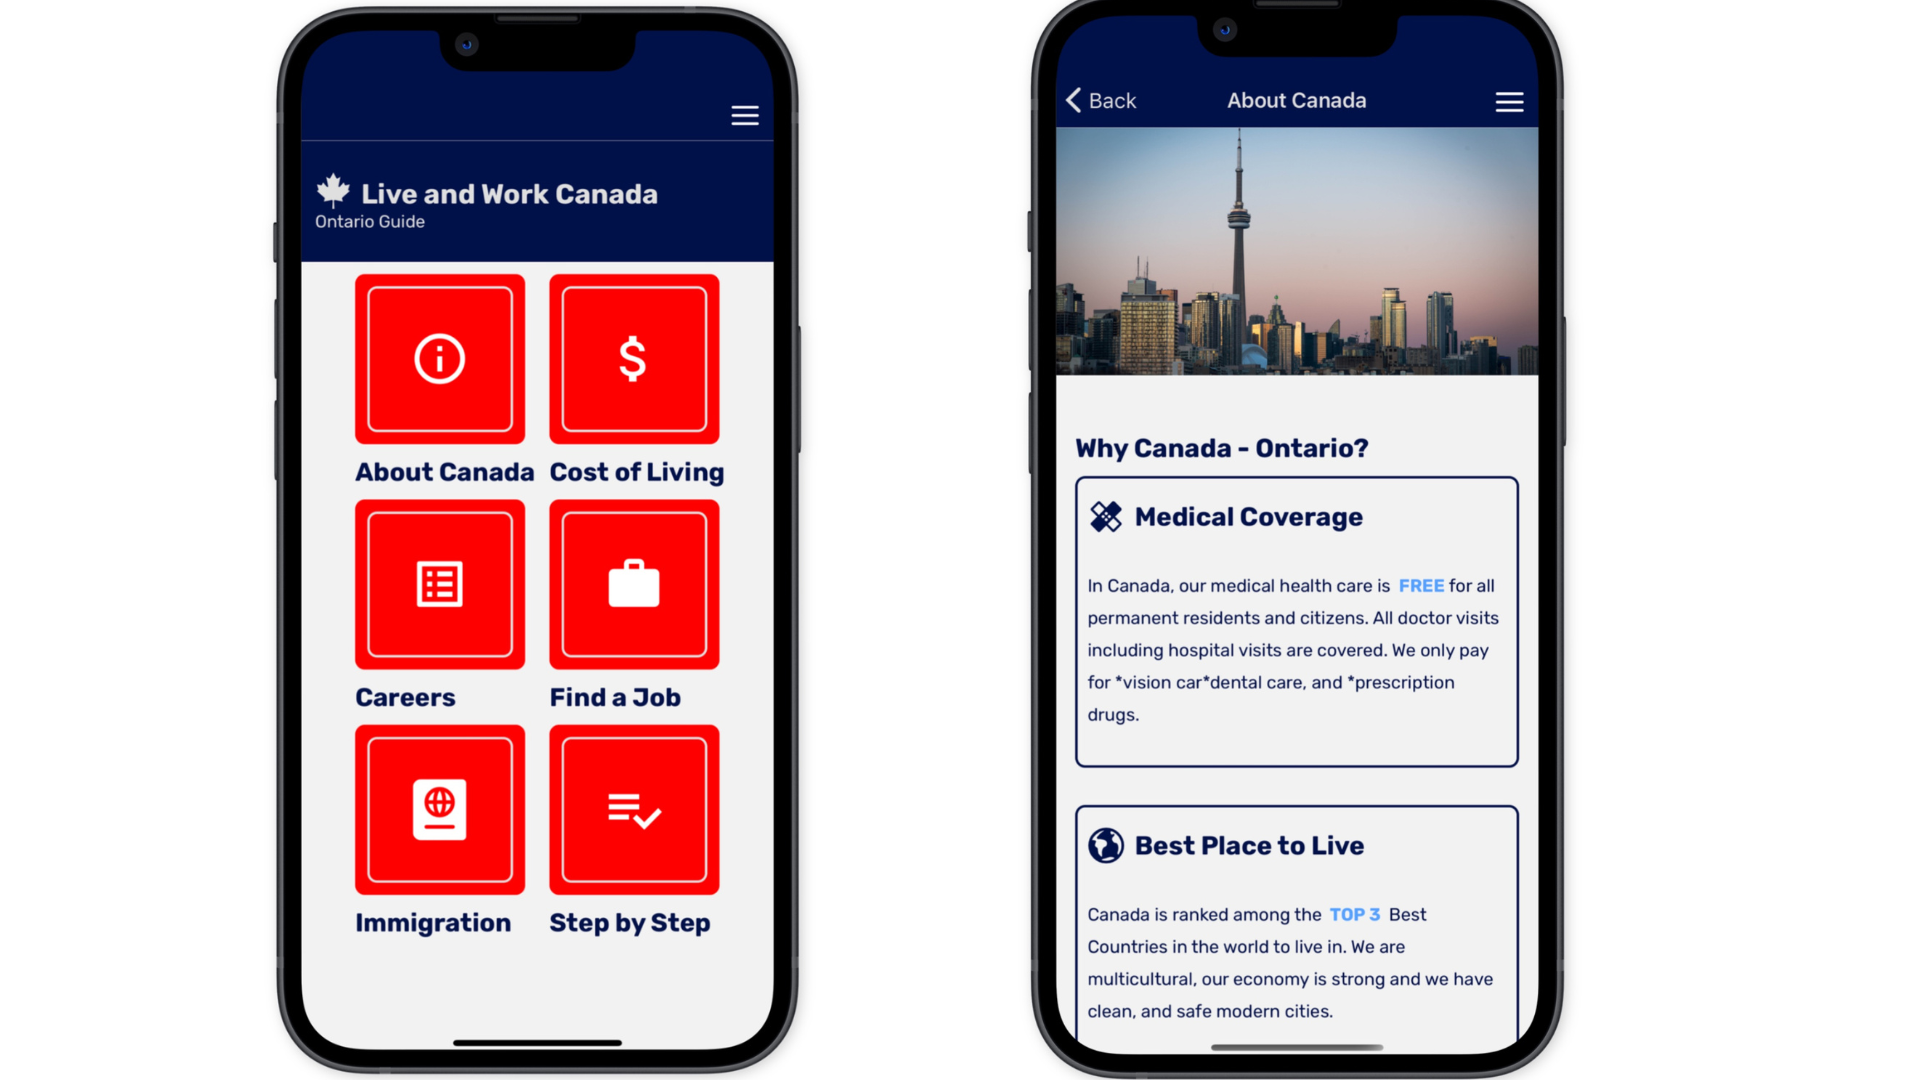 Live and Work Canada
Ontario Guide
About Canada
Cost of Living
Careers
Find a Job
Immigration
Step by Step
Back
About Canada
Why Canada - Ontario?
Medical Coverage
In Canada, our medical health care is FREE for all
permanent residents and citizens. All doctor visits
including hospital visits are covered. We only pay
for *vision car*dental care, and *prescription
drugs.
Best Place to Live
Canada is ranked among the TOP 3 Best
Countries in the world to live in. We are
multicultural, our economy is strong and we have
clean, and safe modern cities.